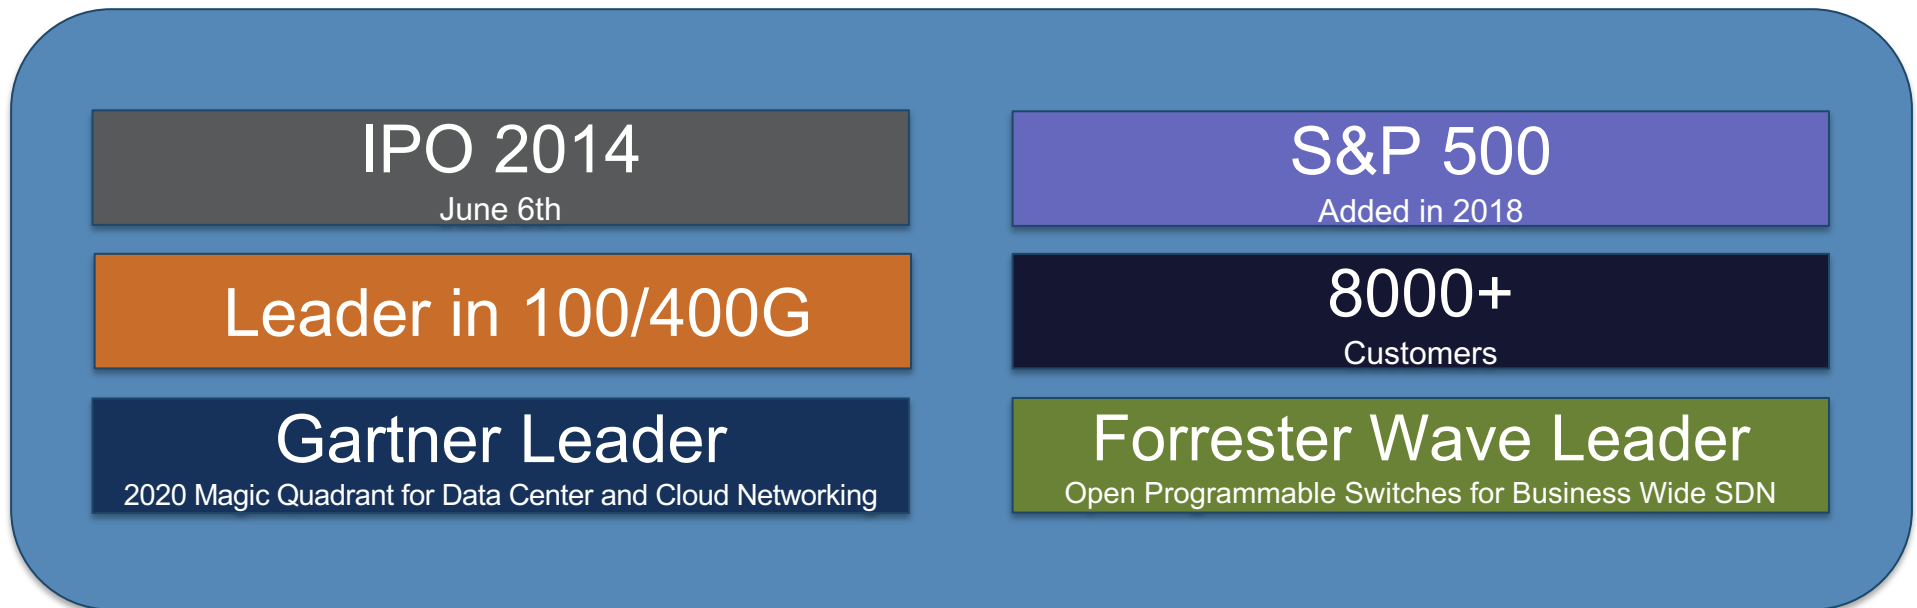 IPO 2014
June 6th
S&P 500
Added in 2018
Leader in 100/400G
8000+
Customers
Gartner Leader
2020 Magic Quadrant for Data Center and Cloud Networking
Forrester Wave Leader
Open Programmable Switches for Business Wide SDN